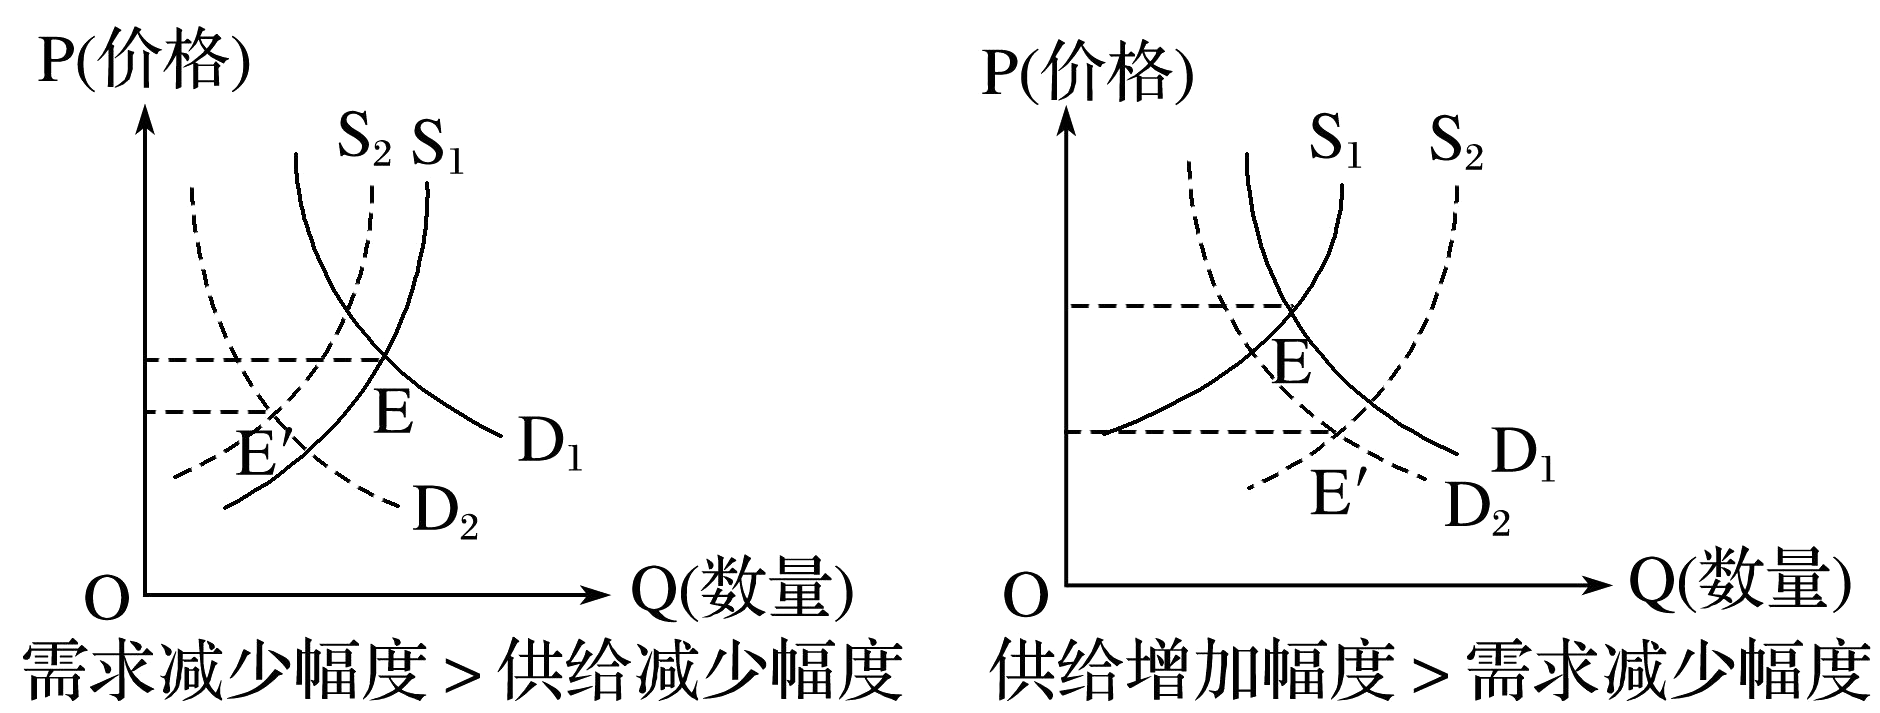 P(价格)
S₂ S₁
E
E′
D₁
D₂
O
Q(数量)
需求减少幅度>供给减少幅度
P(价格)
S₁ S₂
E
E′
D₁
D₂
O
Q(数量)
供给增加幅度>需求减少幅度